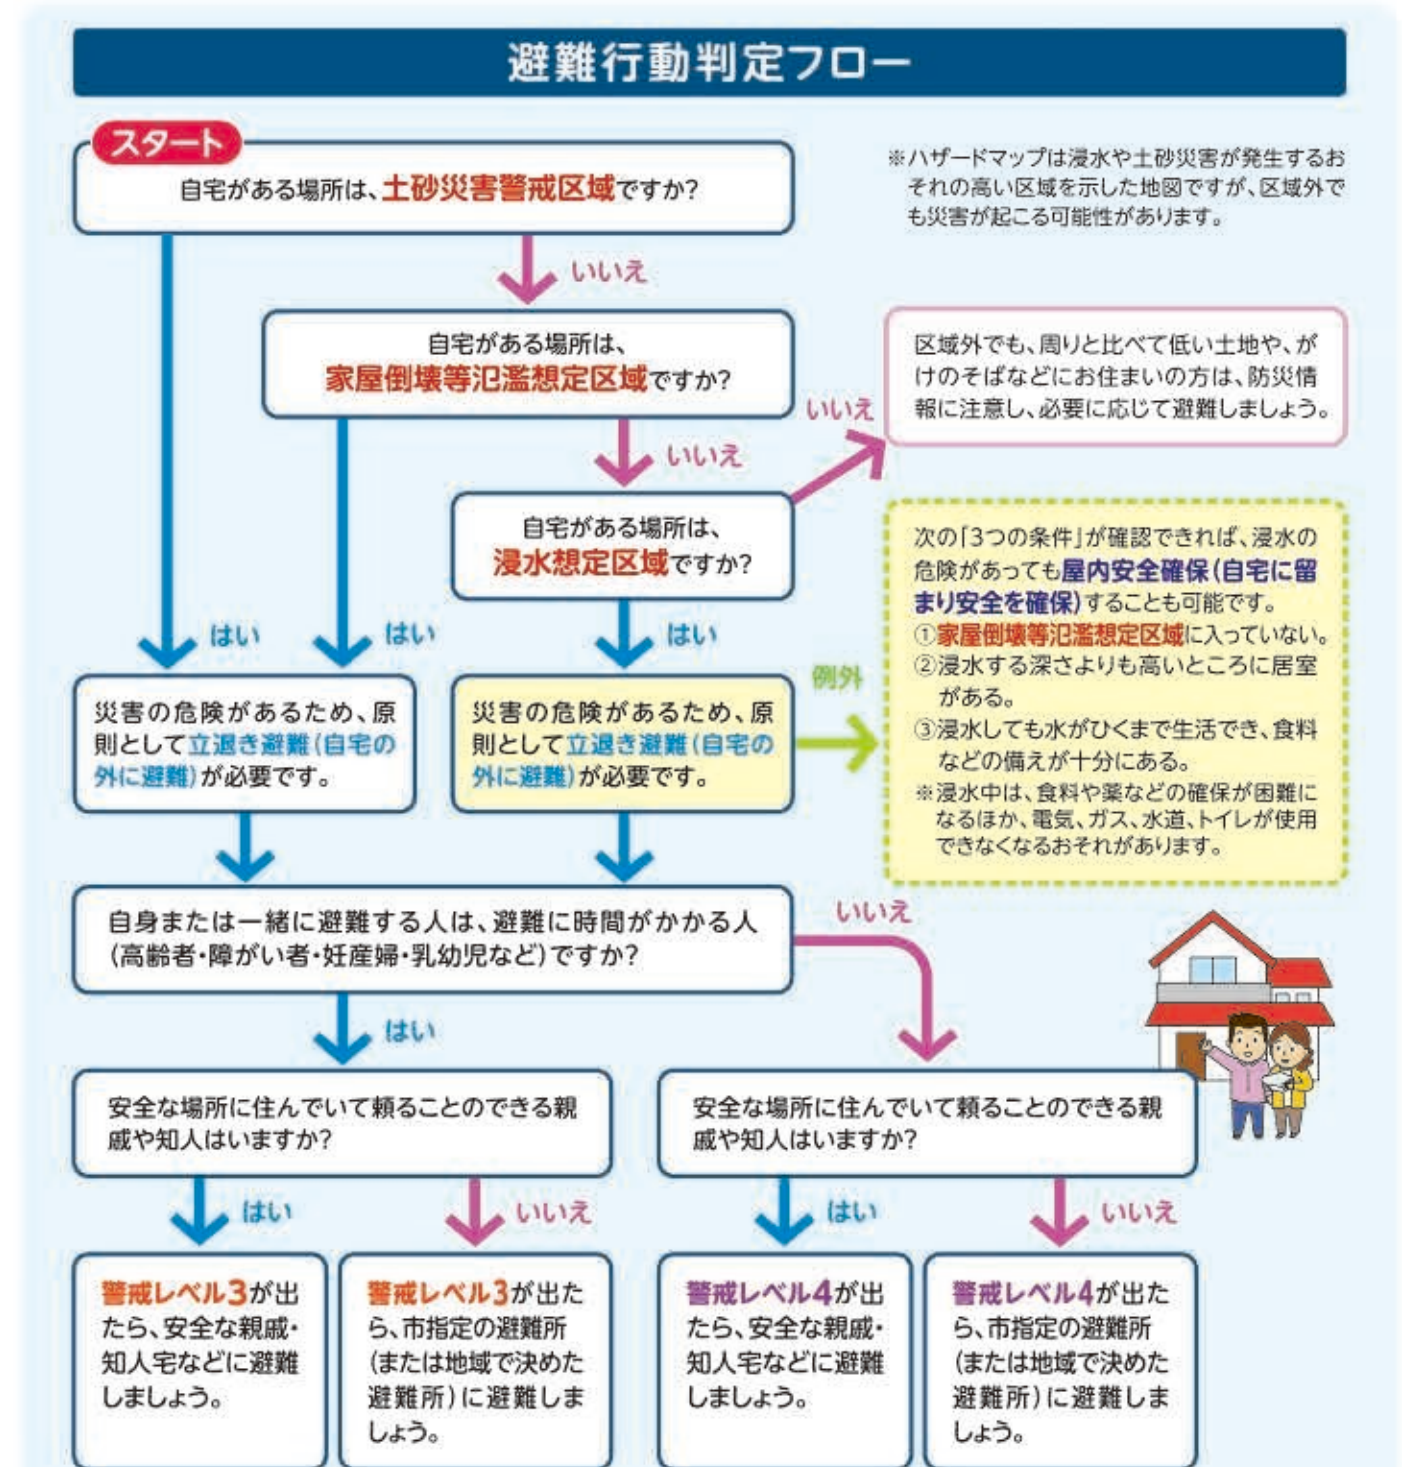 避難行動判定フロー
スタート
自宅がある場所は、土砂災害警戒区域ですか?
※ハザードマップは浸水や土砂災害が発生するお
それの高い区域を示した地図ですが、区域外で
も災害が起こる可能性があります。
いいえ
自宅がある場所は、
家屋倒壊等氾濫想定区域ですか?
いいえ
区域外でも、周りと比べて低い土地や、が
けのそばなどにお住まいの方は、防災情
報に注意し、必要に応じて避難しましょう。
いいえ
自宅がある場所は、
浸水想定区域ですか?
はい
はい
はい
次の「3つの条件」が確認できれば、浸水の
危険があっても屋内安全確保(自宅に留
まり安全を確保)することも可能です。
①家屋倒壊等氾濫想定区域に入っていない。
②浸水する深さよりも高いところに居室
がある。
③浸水しても水がひくまで生活でき、食料
などの備えが十分にある。
※浸水中は、食料や薬などの確保が困難に
なるほか、電気、ガス、水道、トイレが使用
できなくなるおそれがあります。
災害の危険があるため、原
則として立退き避難(自宅の
外に避難)が必要です。
災害の危険があるため、原
則として立退き避難(自宅の
外に避難)が必要です。
例外
自身または一緒に避難する人は、避難に時間がかかる人
(高齢者・障がい者・妊産婦・乳幼児など)ですか?
いいえ
はい
安全な場所に住んでいて頼ることのできる親
戚や知人はいますか?
安全な場所に住んでいて頼ることのできる親
戚や知人はいますか?
はい
いいえ
はい
いいえ
警戒レベル3が出
たら、安全な親戚・
知人宅などに避難
しましょう。
警戒レベル3が出た
ら、市指定の避難所
(または地域で決めた
避難所)に避難しま
しょう。
警戒レベル4が出
たら、安全な親戚・
知人宅などに避難
しましょう。
警戒レベル4が出た
ら、市指定の避難所
(または地域で決めた
避難所)に避難しま
しょう。